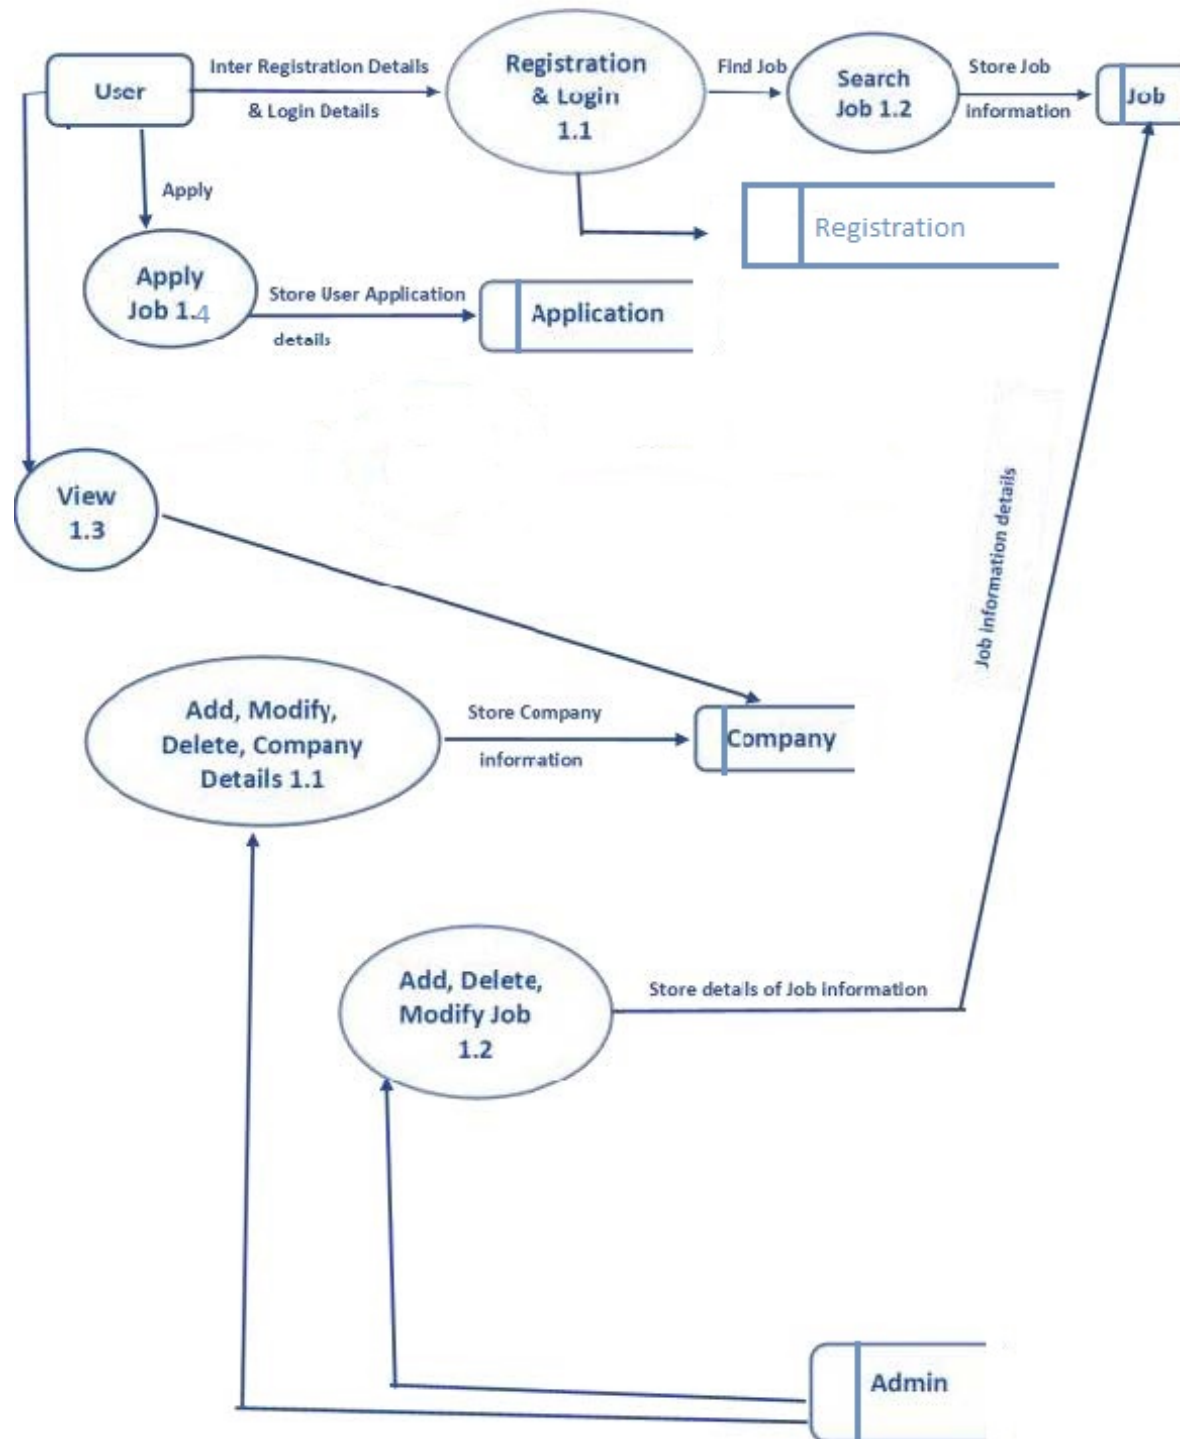 User
Inter Registration Details
& Login Details
Registration
& Login
1.1
Find Job
Search
Job 1.2
Store Job
information
Job
Apply
Registration
Apply
Job 1.4
Store User Application
details
Application
View
1.3
Job information details
Add, Modify,
Delete, Company
Details 1.1
Store Company
information
Company
Add, Delete,
Modify Job
1.2
Store details of Job information
Admin